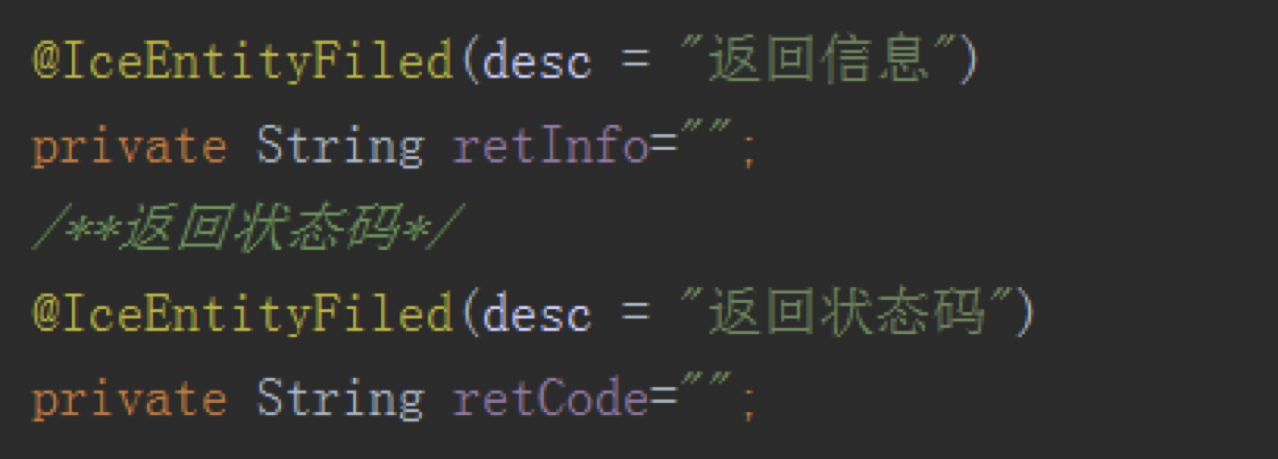 @IceEntityFiled(desc = "返回信息")
private String retInfo="";
/**返回状态码*/
@IceEntityFiled(desc = "返回状态码")
private String retCode="";